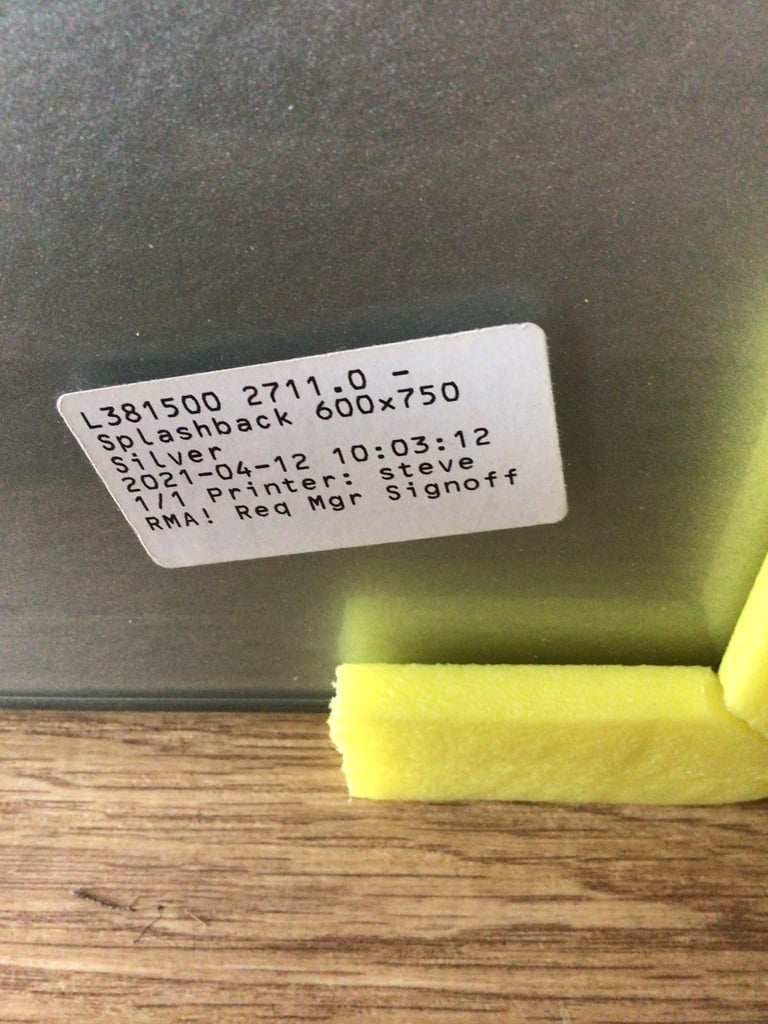 L381500 2711.0 -
Splashback 600x750
Silver
2021-04-12 10:03:12
1/1 Printer: steve
RMA! Req Mgr Signoff